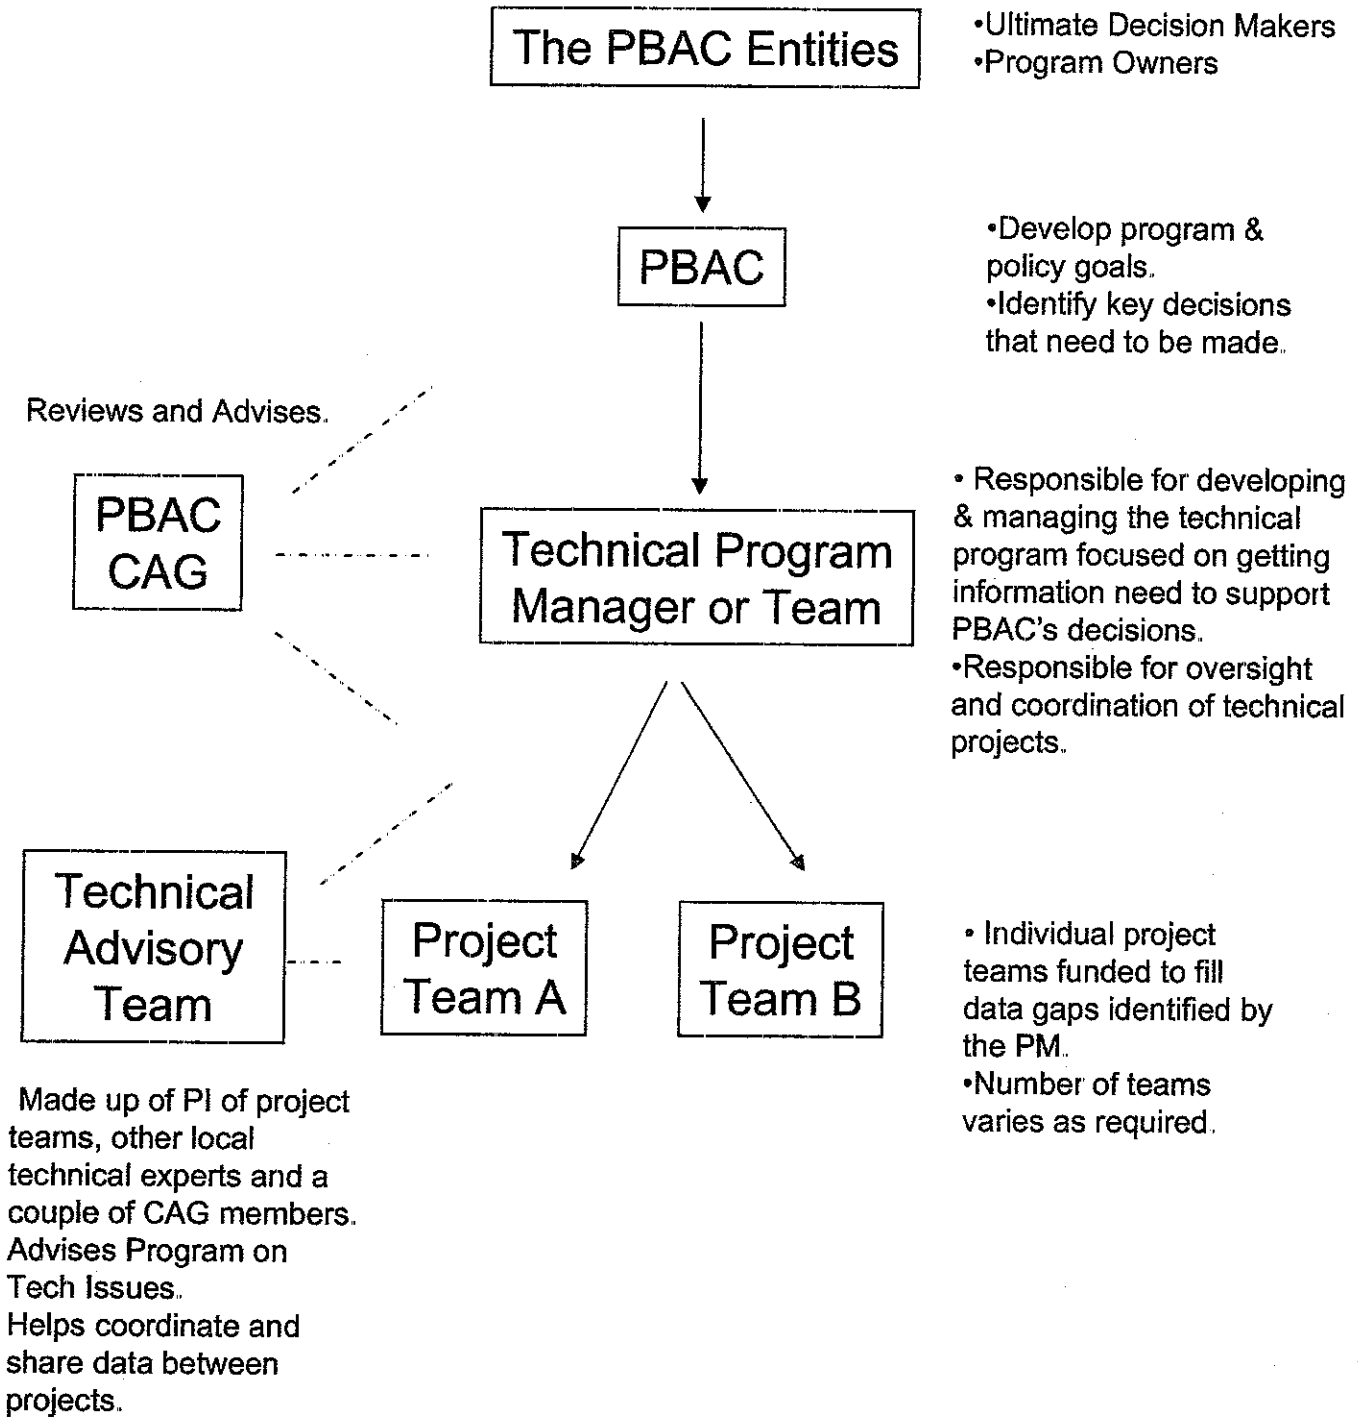 The PBAC Entities
•Ultimate Decision Makers
•Program Owners
PBAC
•Develop program &
policy goals.
•Identify key decisions
that need to be made.
Reviews and Advises.
PBAC
CAG
Technical Program
Manager or Team
• Responsible for developing
& managing the technical
program focused on getting
information need to support
PBAC's decisions.
•Responsible for oversight
and coordination of technical
projects.
Technical
Advisory
Team
Project
Team A
Project
Team B
• Individual project
teams funded to fill
data gaps identified by
the PM.
•Number of teams
varies as required.
Made up of PI of project
teams, other local
technical experts and a
couple of CAG members.
Advises Program on
Tech Issues.
Helps coordinate and
share data between
projects.